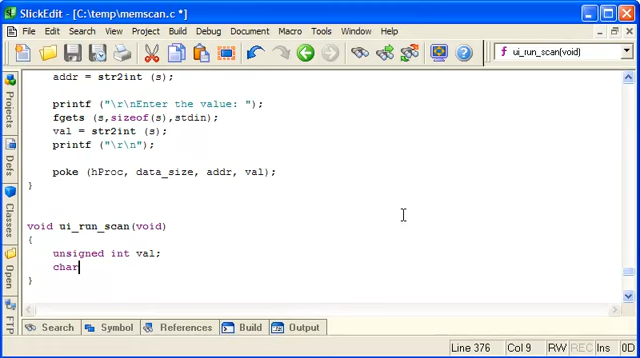 SlickEdit - [C:\temp\memscan.c *]
File Edit View Search Project Build Debug Document Macro Tools Window Help
ui_run_scan(void)
Projects
Defs
Classes
Open
FTP
addr = str2int (s);
printf ("\r\nEnter the value: ");
fgets (s,sizeof(s),stdin);
val = str2int (s);
printf ("\r\n");
poke (hProc, data_size, addr, val);
}
void ui_run_scan(void)
{
unsigned int val;
char
}
Search Symbol References Build Output
Line 376 Col 9 RW REC Ins 0D